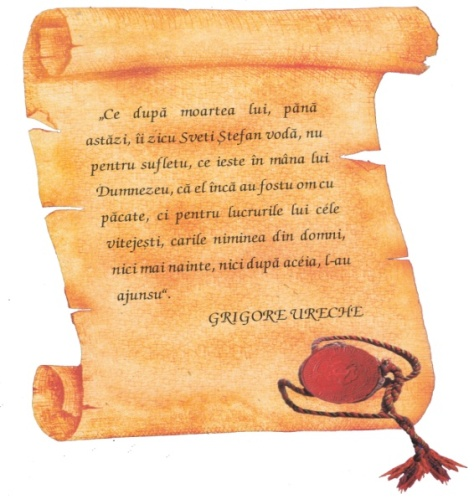 „Ce după moartea lui, până
astăzi, îi zicu Sveti Ştefan vodă, nu
pentru sufletu, ce ieste în mâna lui
Dumnezeu, că el încă au fostu om cu
păcate, ci pentru lucrurile lui céle
vitejeşti, carile niminea din domni,
nici mai nainte, nici după acéia, l-au
ajunsu“.
GRIGORE URECHE